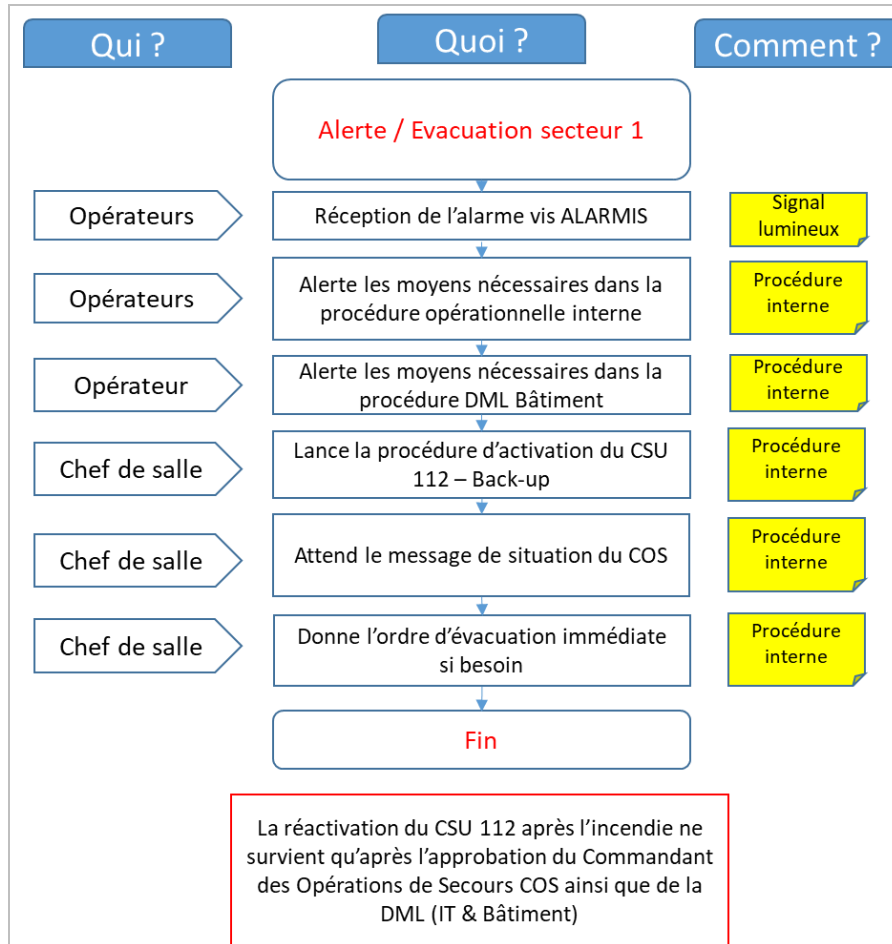 Qui ?
Quoi ?
Comment ?
Alerte / Evacuation secteur 1
Opérateurs
Réception de l’alarme vis ALARMIS
Signal
lumineux
Opérateurs
Alerte les moyens nécessaires dans la
procédure opérationnelle interne
Procédure
interne
Opérateur
Alerte les moyens nécessaires dans la
procédure DML Bâtiment
Procédure
interne
Chef de salle
Lance la procédure d’activation du CSU
112 – Back-up
Procédure
interne
Chef de salle
Attend le message de situation du COS
Procédure
interne
Chef de salle
Donne l’ordre d’évacuation immédiate
si besoin
Procédure
interne
Fin
La réactivation du CSU 112 après l’incendie ne
survient qu’après l’approbation du Commandant
des Opérations de Secours COS ainsi que de la
DML (IT & Bâtiment)